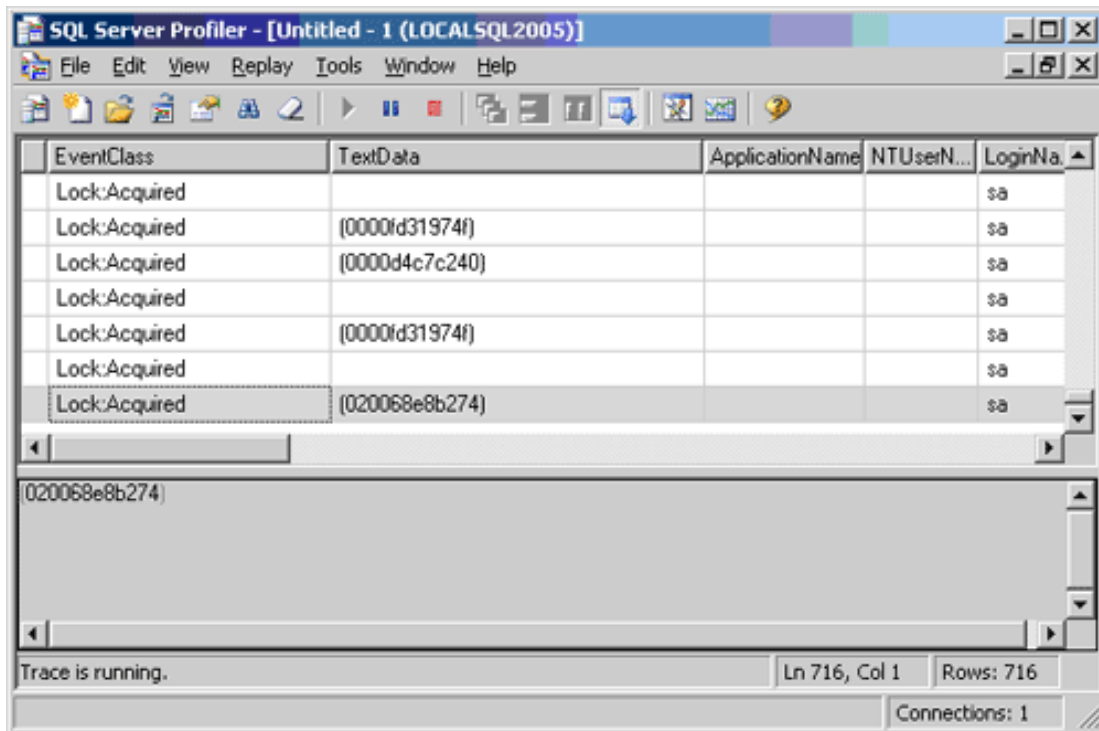 SQL Server Profiler - [Untitled - 1 (LOCALSQL2005)]
File Edit View Replay Tools Window Help
EventClass TextData ApplicationName NTUserN... LoginNa.
Lock:Acquired sa
Lock:Acquired (0000fd31974f) sa
Lock:Acquired (0000d4c7c240) sa
Lock:Acquired sa
Lock:Acquired (0000fd31974f) sa
Lock:Acquired sa
Lock:Acquired (020068e8b274) sa
(020068e8b274)
Trace is running. Ln 716, Col 1 Rows: 716
Connections: 1